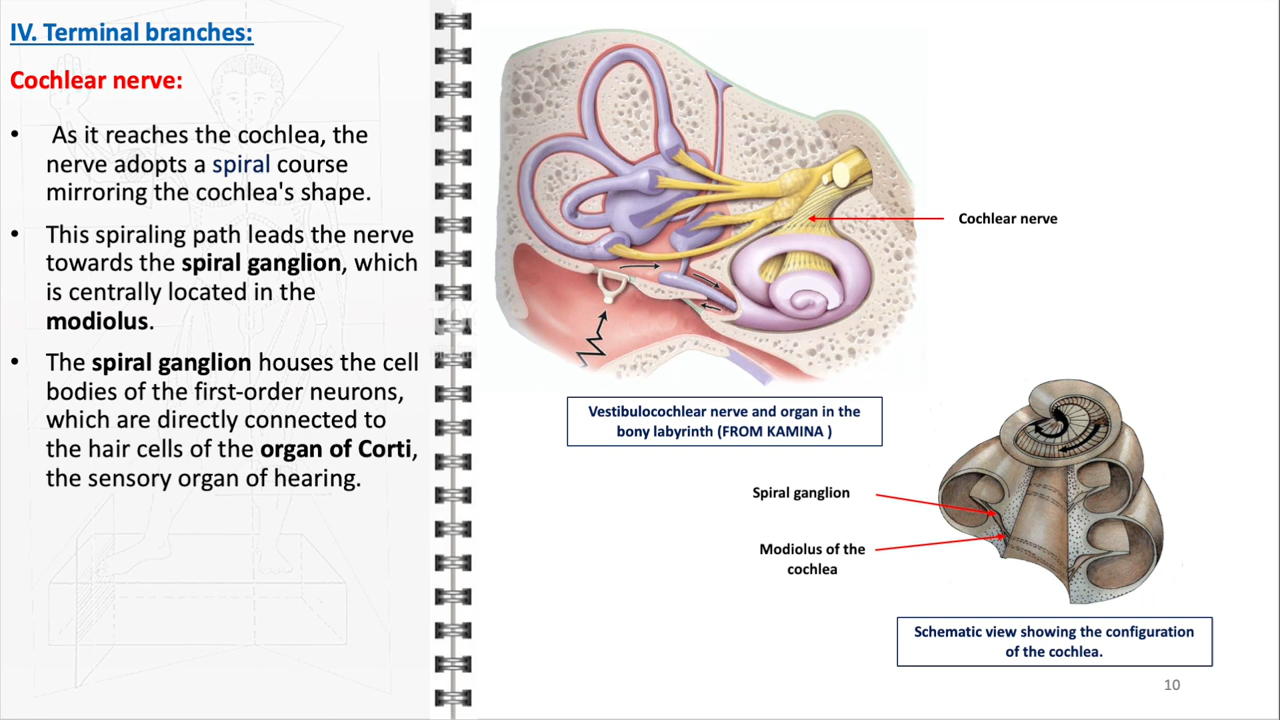 IV. Terminal branches:
Cochlear nerve:
• As it reaches the cochlea, the
nerve adopts a spiral course
mirroring the cochlea's shape.
• This spiraling path leads the nerve
towards the spiral ganglion, which
is centrally located in the
modiolus.
• The spiral ganglion houses the cell
bodies of the first-order neurons,
which are directly connected to
the hair cells of the organ of Corti,
the sensory organ of hearing.
Cochlear nerve
Vestibulocochlear nerve and organ in the
bony labyrinth (FROM KAMINA )
Spiral ganglion
Modiolus of the
cochlea
Schematic view showing the configuration
of the cochlea.
10